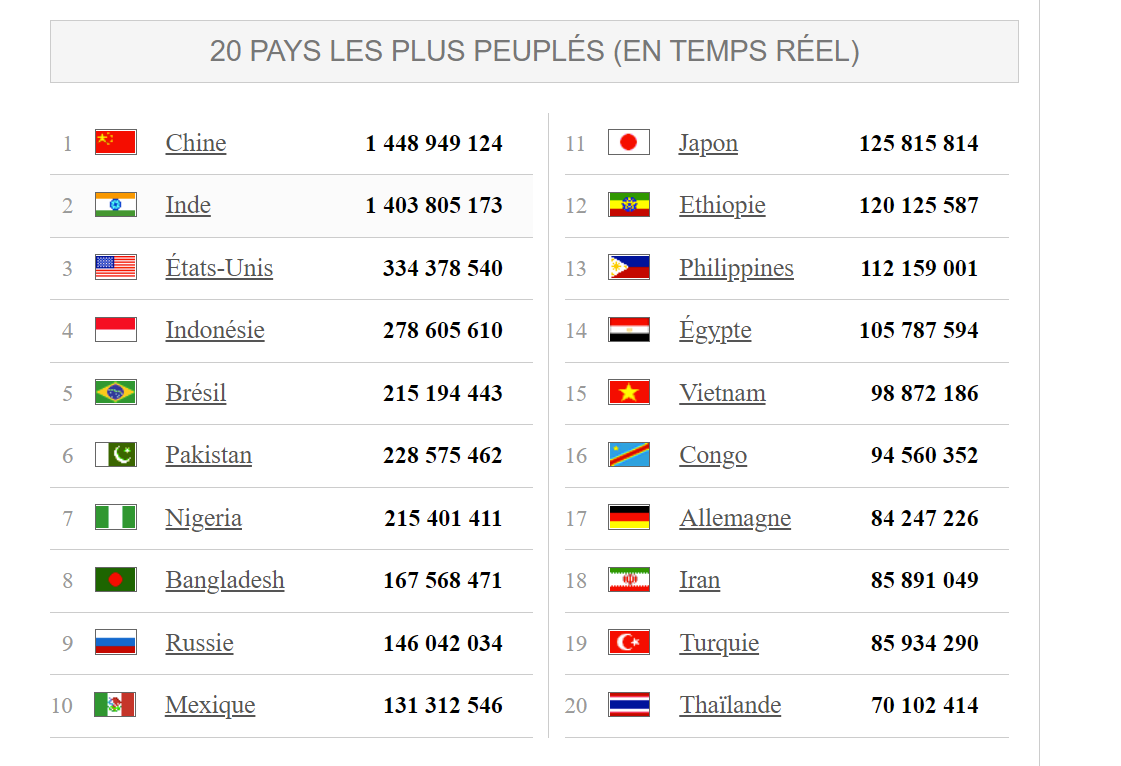 20 PAYS LES PLUS PEUPLÉS (EN TEMPS RÉEL)
1 Chine 1 448 949 124
2 Inde 1 403 805 173
3 États-Unis 334 378 540
4 Indonésie 278 605 610
5 Brésil 215 194 443
6 Pakistan 228 575 462
7 Nigeria 215 401 411
8 Bangladesh 167 568 471
9 Russie 146 042 034
10 Mexique 131 312 546
11 Japon 125 815 814
12 Ethiopie 120 125 587
13 Philippines 112 159 001
14 Égypte 105 787 594
15 Vietnam 98 872 186
16 Congo 94 560 352
17 Allemagne 84 247 226
18 Iran 85 891 049
19 Turquie 85 934 290
20 Thaïlande 70 102 414